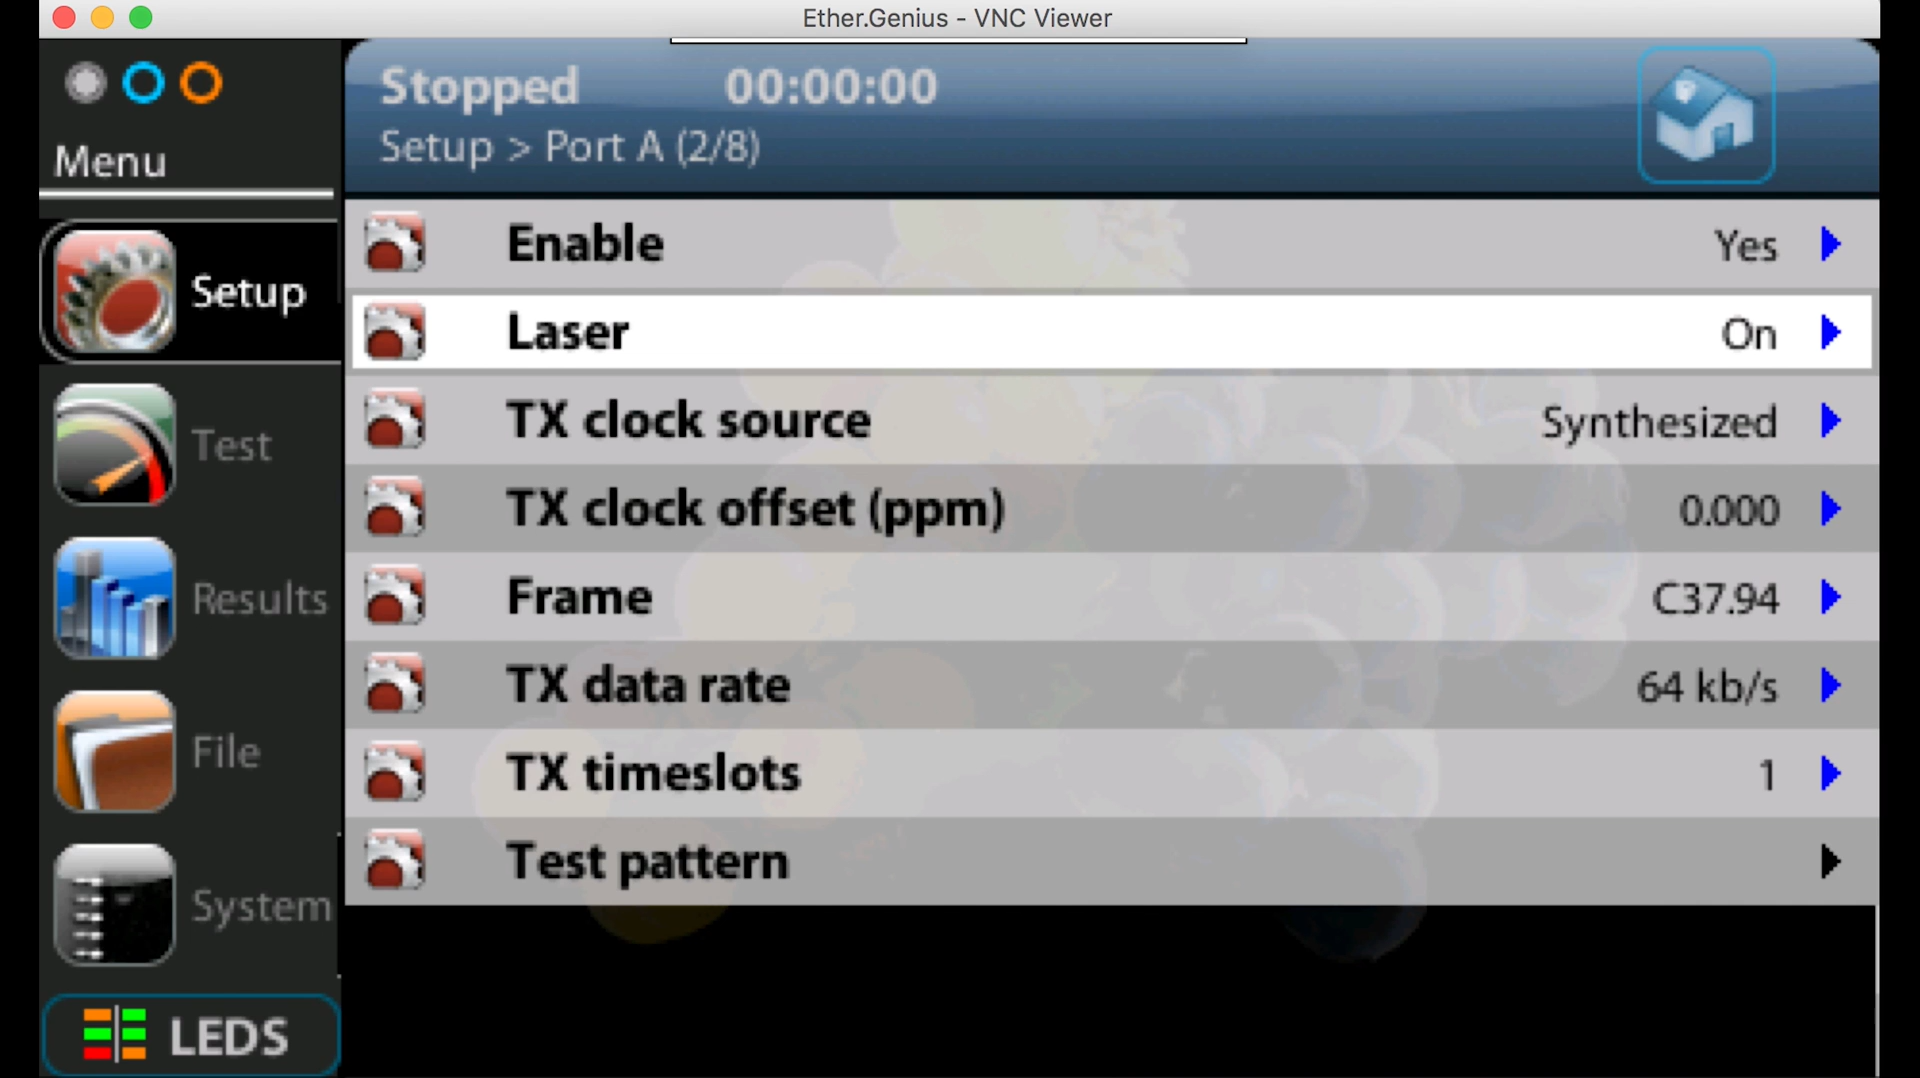 Ether.Genius - VNC Viewer
Stopped 00:00:00
Setup > Port A (2/8)
Menu
Setup
Test
Results
File
System
LEDS
Enable Yes
Laser On
TX clock source Synthesized
TX clock offset (ppm) 0.000
Frame C37.94
TX data rate 64 kb/s
TX timeslots 1
Test pattern